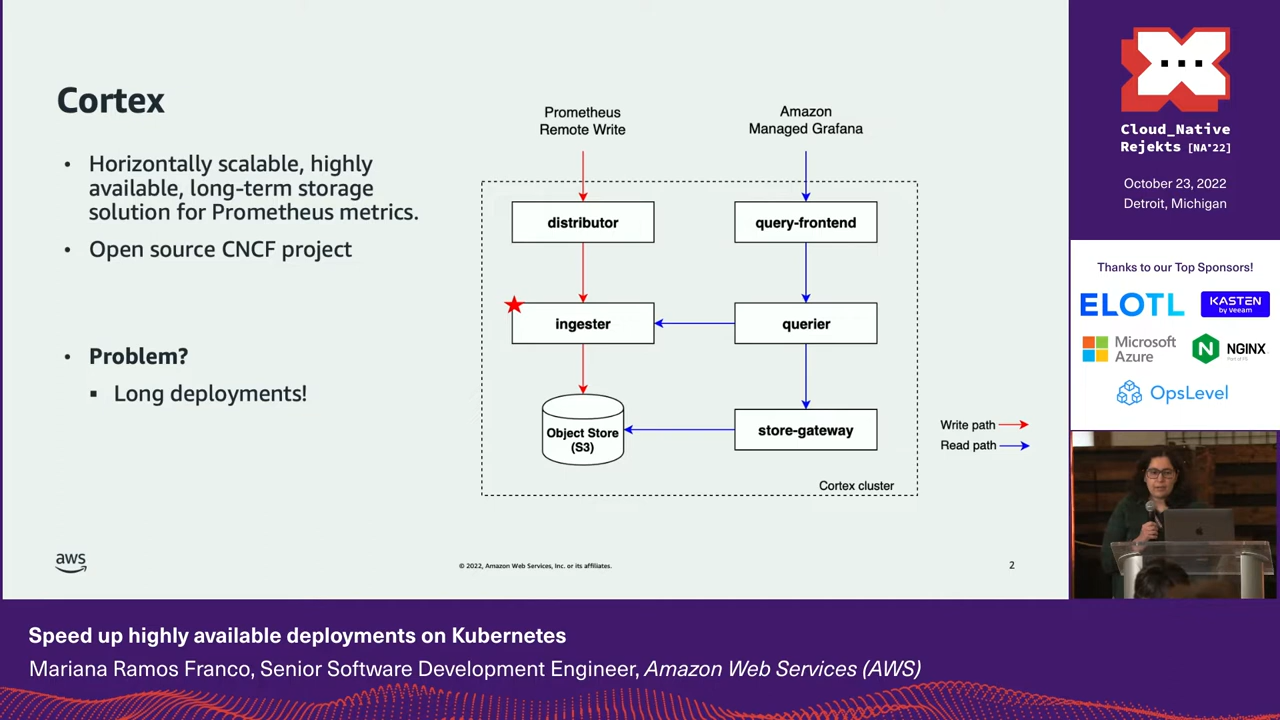 Cortex
• Horizontally scalable, highly
available, long-term storage
solution for Prometheus metrics.
• Open source CNCF project
• Problem?
▪ Long deployments!
Prometheus
Remote Write
Amazon
Managed Grafana
distributor
query-frontend
ingester
querier
Object Store
(S3)
store-gateway
Cortex cluster
Write path
Read path
aws
© 2022, Amazon Web Services, Inc. or its affiliates.
2
Cloud_Native
Rejekts [NA'22]
October 23, 2022
Detroit, Michigan
Thanks to our Top Sponsors!
ELOTL
KASTEN
by Veeam
Microsoft
Azure
NGINX
Part of F5
OpsLevel
Speed up highly available deployments on Kubernetes
Mariana Ramos Franco, Senior Software Development Engineer, Amazon Web Services (AWS)